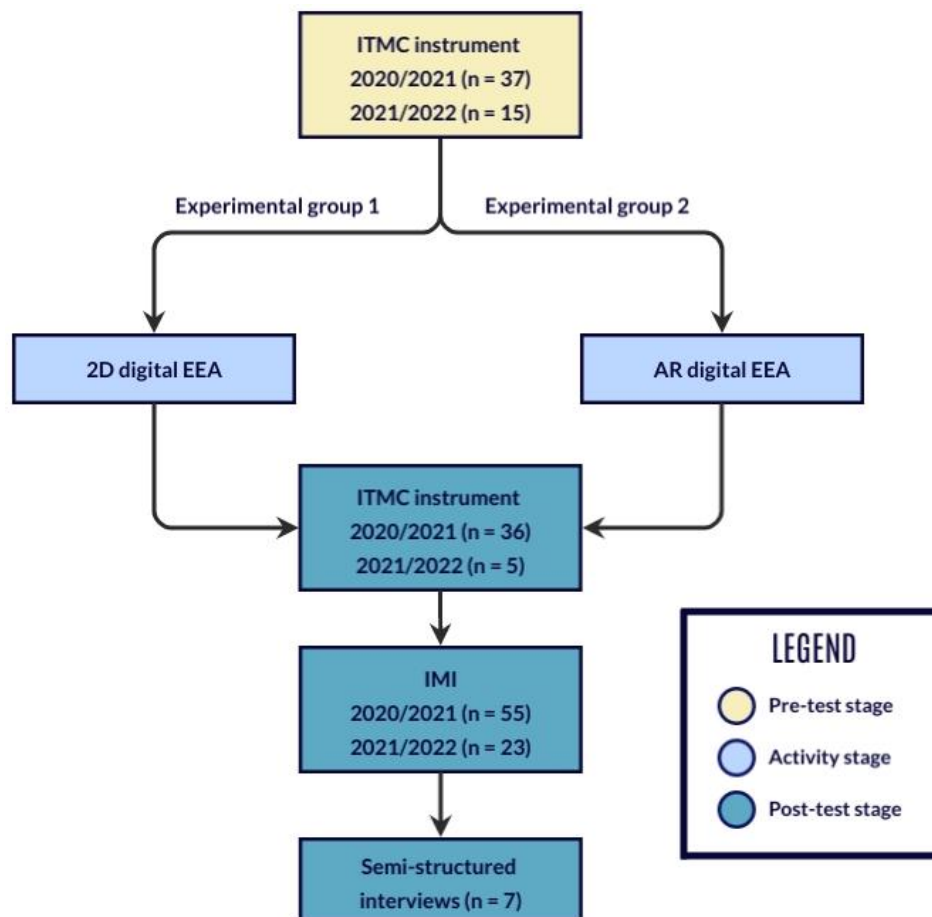 ITMC instrument
2020/2021 (n = 37)
2021/2022 (n = 15)
Experimental group 1
Experimental group 2
2D digital EEA
AR digital EEA
ITMC instrument
2020/2021 (n = 36)
2021/2022 (n = 5)
IMI
2020/2021 (n = 55)
2021/2022 (n = 23)
Semi-structured
interviews (n = 7)
LEGEND
Pre-test stage
Activity stage
Post-test stage